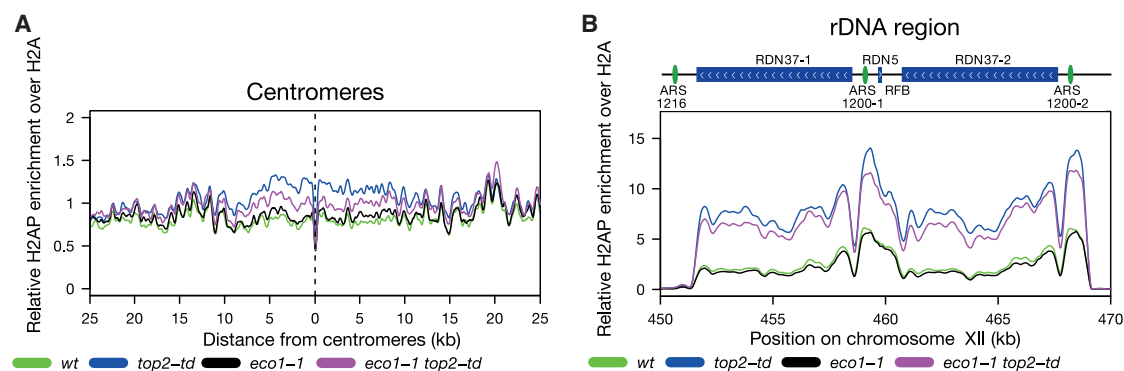 A
Centromeres
Relative H2AP enrichment over H2A
2
1.5
1
0.5
0
25 20 15 10 5 0 5 10 15 20 25
Distance from centromeres (kb)
wt top2–td eco1–1 eco1–1 top2–td
B
rDNA region
RDN37-1 RDN5 RDN37-2
ARS 1216
ARS 1200-1
RFB
ARS 1200-2
Relative H2AP enrichment over H2A
15
10
5
0
450 455 460 465 470
Position on chromosome XII (kb)
wt top2–td eco1–1 eco1–1 top2–td